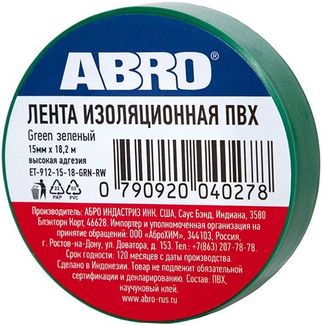 ABRO®
ЛЕНТА ИЗОЛЯЦИОННАЯ ПВХ
Green зеленый
15мм х 18,2 м
высокая адгезия
ET-912-15-18-GRN-RW
PAP PVC
0 790920 040278
Производитель: АБРО ИНДАСТРИЗ ИНК. США, Саус Бэнд, Индиана, 3580
Блэкторн Корт, 46628. Импортер и уполномоченная организация на
принятие обращений: ООО «АброХИМ», 344103, Россия,
г. Ростов-на-Дону, ул. Доватора, д. 153. Тел.: +7(863) 207-78-78.
Срок годности: 120 месяцев с даты производства.
Сделано в Индонезии. Товар не подлежит обязательной
сертификации и декларированию. Состав: ПВХ,
каучуковый клей.
www.abro-rus.ru